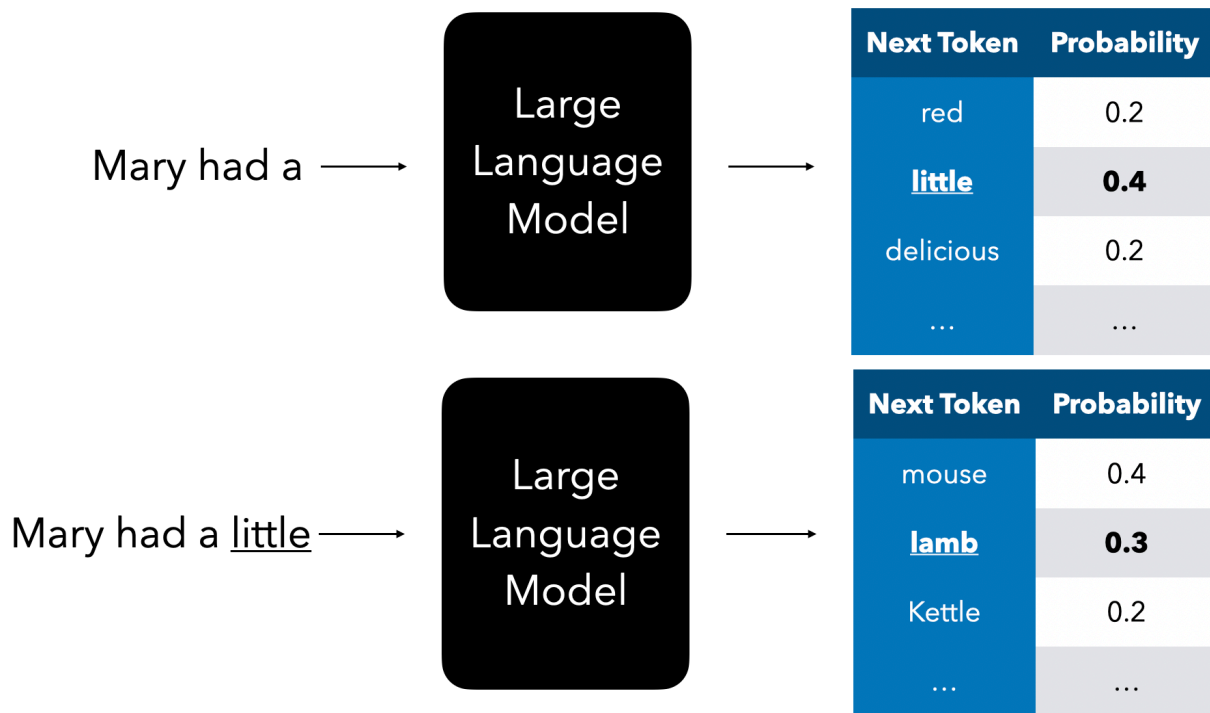 Mary had a
Large
Language
Model
Next Token Probability
red 0.2
little 0.4
delicious 0.2
... ...
Mary had a little
Large
Language
Model
Next Token Probability
mouse 0.4
lamb 0.3
Kettle 0.2
... ...